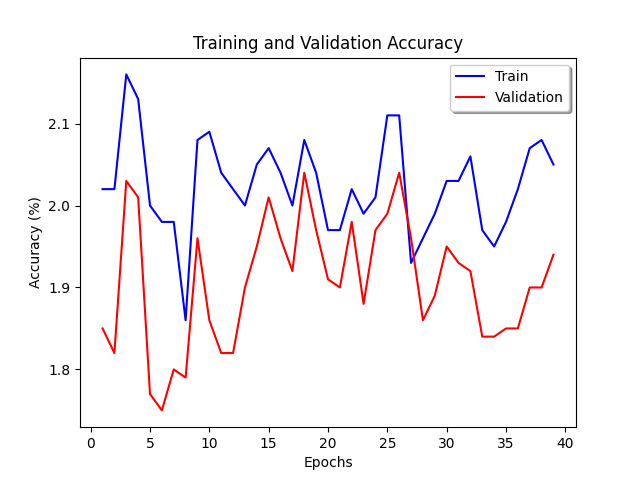 Training and Validation Accuracy
Train
Validation
2.1
2.0
1.9
1.8
Accuracy (%)
0 5 10 15 20 25 30 35 40
Epochs